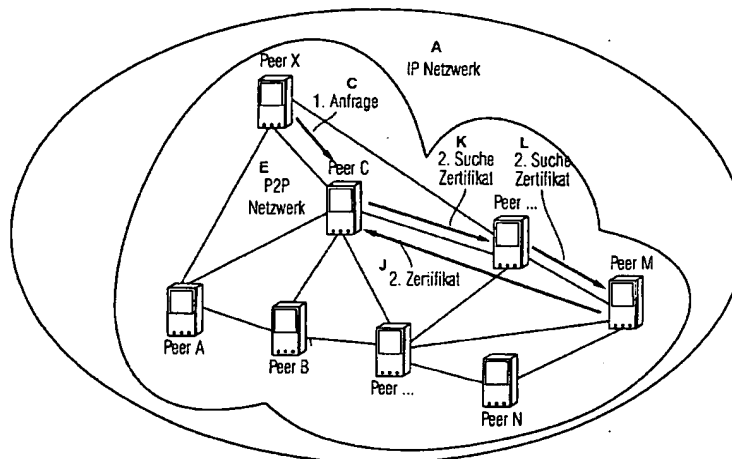 A
IP Netzwerk
Peer X
C
1. Anfrage
K
2. Suche
Zertifikat
L
2. Suche
Zertifikat
E
P2P
Netzwerk
Peer C
Peer ...
J
2. Zertifikat
Peer M
Peer A
Peer B
Peer ...
Peer N